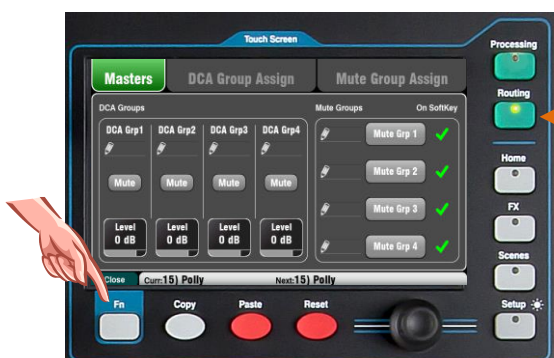 Touch Screen
Processing
Masters DCA Group Assign Mute Group Assign
Routing
DCA Groups Mute Groups On SoftKey
DCA Grp1 DCA Grp2 DCA Grp3 DCA Grp4 Mute Grp 1
Home
Mute Mute Mute Mute Mute Grp 2
FX
Level Level Level Level Mute Grp 3
0 dB 0 dB 0 dB 0 dB
Mute Grp 4
Scenes
Close Curr:15) Polly Next:15) Polly
Fn Copy Paste Reset Setup